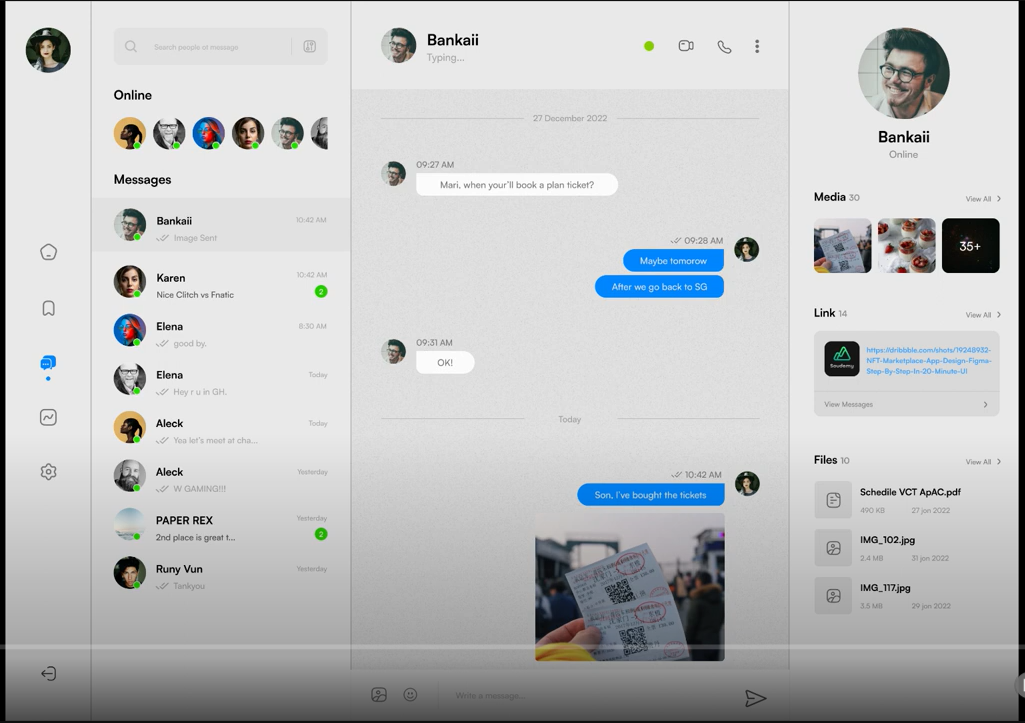 Search people or message
Online
Messages
Bankaii
10:42 AM
Image Sent
Karen
10:42 AM
Nice Clitch vs Fnatic
2
Elena
8:30 AM
good by.
Elena
Today
Hey r u in GH.
Aleck
Today
Yea let's meet at cha...
Aleck
Yesterday
W GAMING!!!
PAPER REX
Yesterday
2nd place is great t...
2
Runy Vun
Yesterday
Tankyou
Bankaii
Typing...
27 December 2022
09:27 AM
Mari, when your'll book a plan ticket?
09:28 AM
Maybe tomorow
After we go back to SG
09:31 AM
OK!
Today
10:42 AM
Son, I've bought the tickets
Write a message...
Bankaii
Online
Media 30
View All
35+
Link 14
View All
Soudemy
https://dribbble.com/shots/19248932-
NFT-Marketplace-App-Design-Figma-
Step-By-Step-In-20-Minute-UI
View Messages
Files 10
View All
Schedile VCT ApAC.pdf
490 KB 27 jan 2022
IMG_102.jpg
2.4 MB 31 jan 2022
IMG_117.jpg
3.5 MB 29 jan 2022